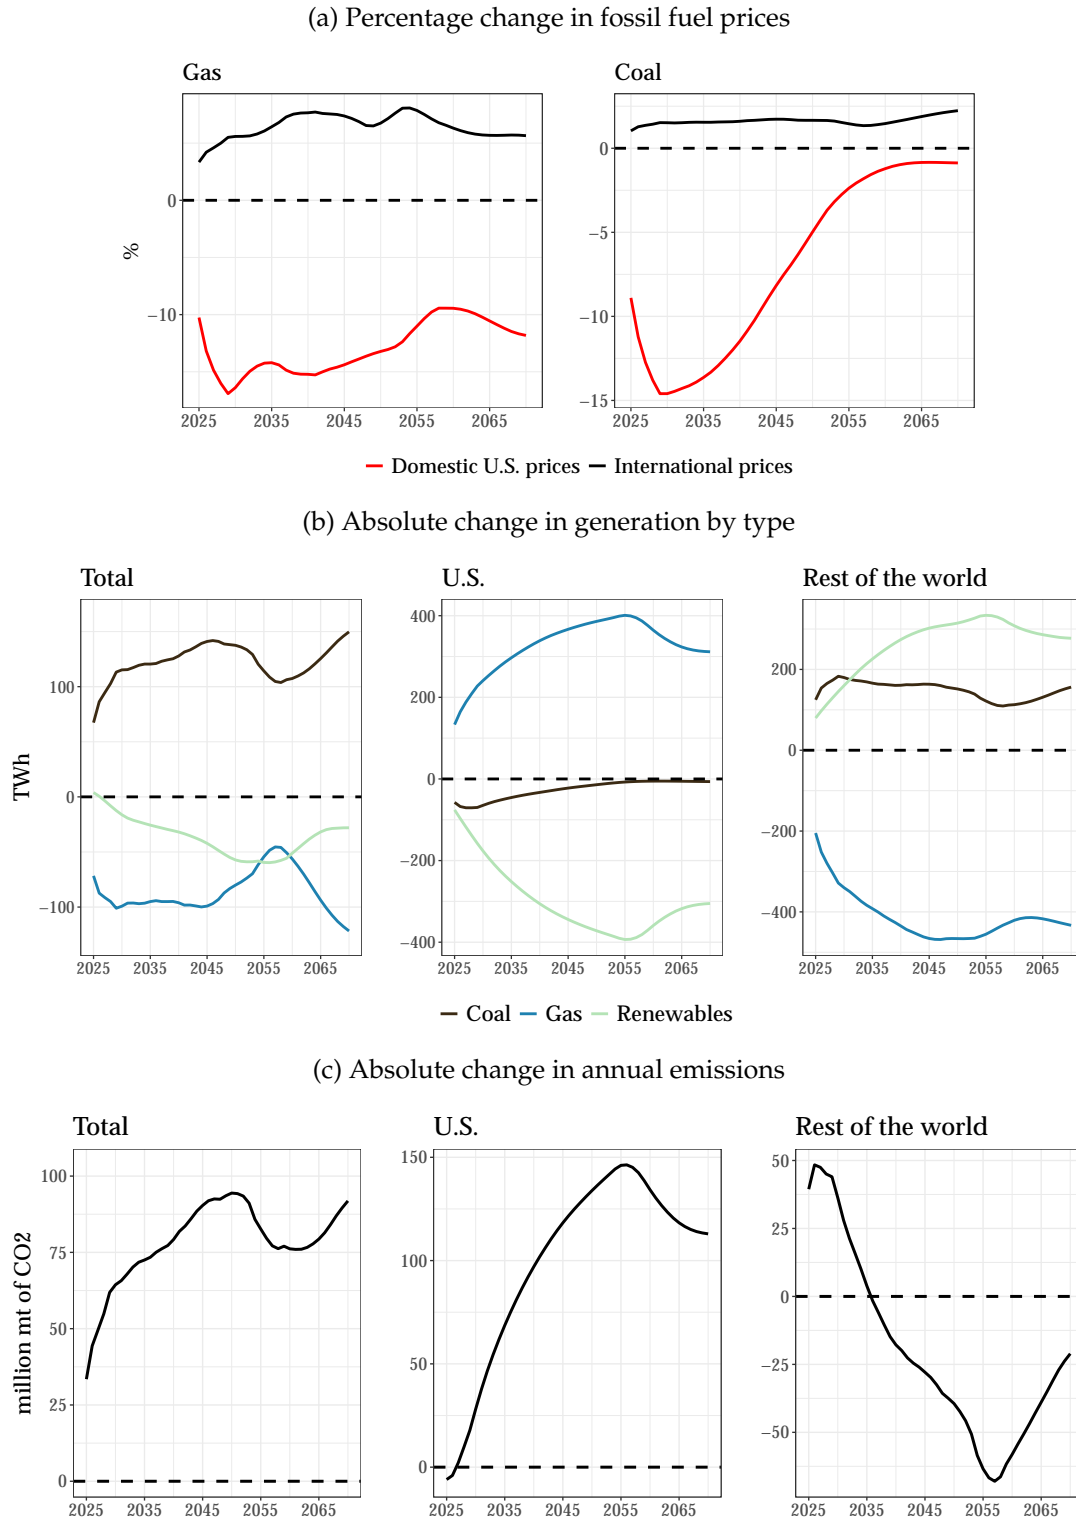 (a) Percentage change in fossil fuel prices
Gas
Coal
%
0
−10
2025 2035 2045 2055 2065
0
−5
−10
−15
2025 2035 2045 2055 2065
Domestic U.S. prices International prices
(b) Absolute change in generation by type
Total
U.S.
Rest of the world
TWh
100
0
−100
2025 2035 2045 2055 2065
400
200
0
−200
−400
2025 2035 2045 2055 2065
200
0
−200
−400
2025 2035 2045 2055 2065
Coal Gas Renewables
(c) Absolute change in annual emissions
Total
U.S.
Rest of the world
million mt of CO2
100
75
50
25
0
2025 2035 2045 2055 2065
150
100
50
0
2025 2035 2045 2055 2065
50
25
0
−25
−50
2025 2035 2045 2055 2065